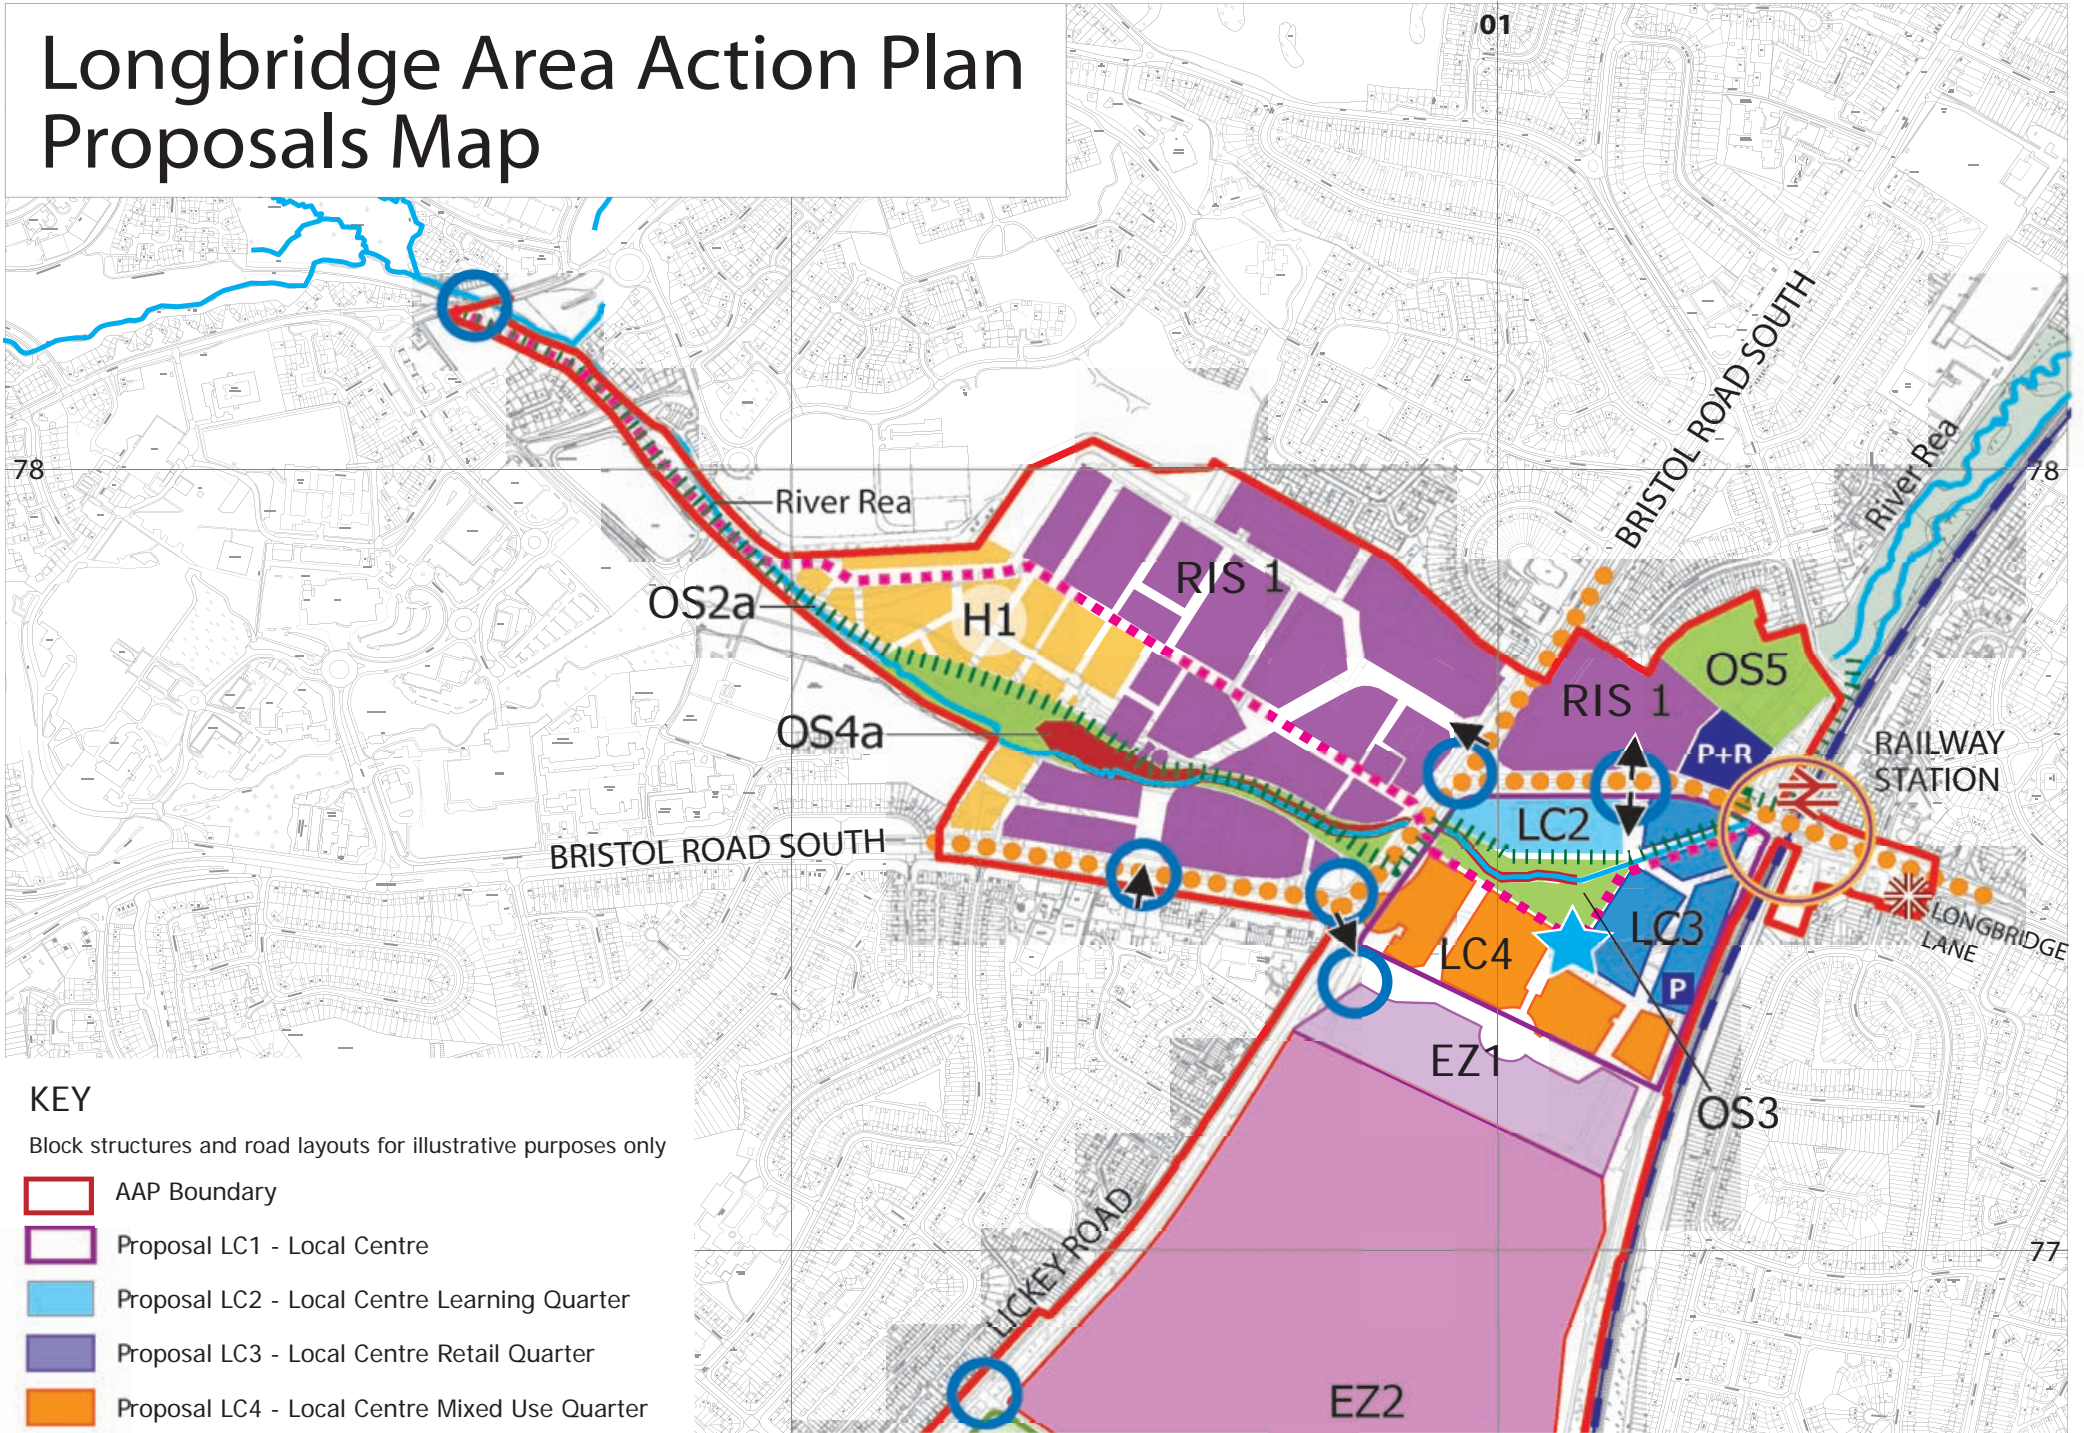 Longbridge Area Action Plan
Proposals Map
01
BRISTOL ROAD SOUTH
78
78
River Rea
River Rea
RIS 1
OS2a
H1
OS5
RIS 1
OS4a
P+R
RAILWAY
STATION
LC2
BRISTOL ROAD SOUTH
LC3
LONGBRIDGE
LANE
LC4
P
EZ1
OS3
LICKEY ROAD
77
EZ2
KEY
Block structures and road layouts for illustrative purposes only
AAP Boundary
Proposal LC1 - Local Centre
Proposal LC2 - Local Centre Learning Quarter
Proposal LC3 - Local Centre Retail Quarter
Proposal LC4 - Local Centre Mixed Use Quarter